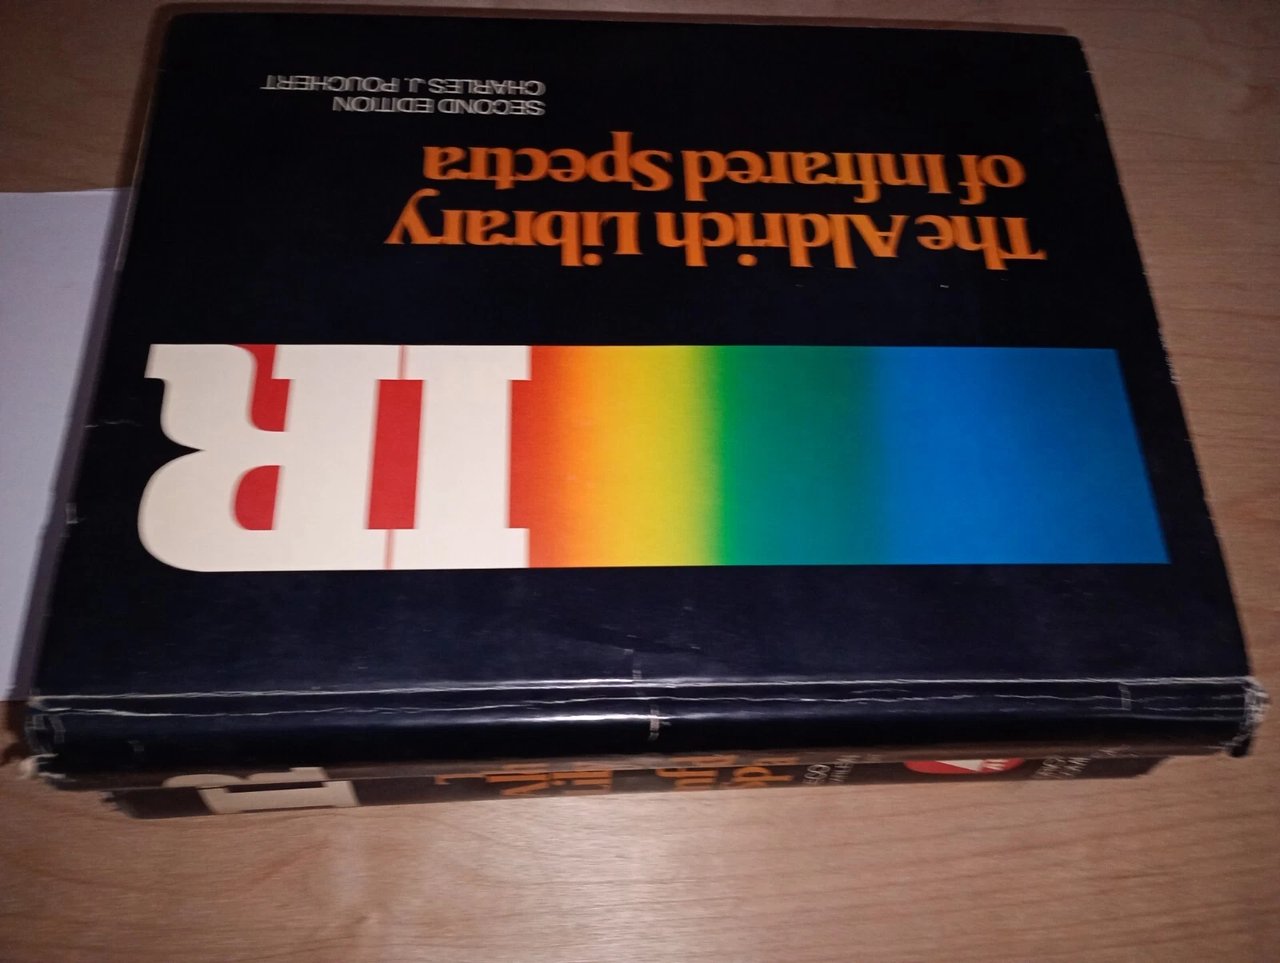 IR
The Aldrich Library
of Infrared Spectra
SECOND EDITION
CHARLES J. POUCHERT